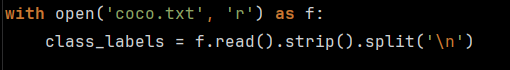 with open('coco.txt', 'r') as f:
    class_labels = f.read().strip().split('\n')